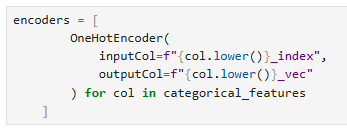 encoders = [
        OneHotEncoder(
            inputCol=f"{col.lower()}_index",
            outputCol=f"{col.lower()}_vec"
        ) for col in categorical_features
    ]